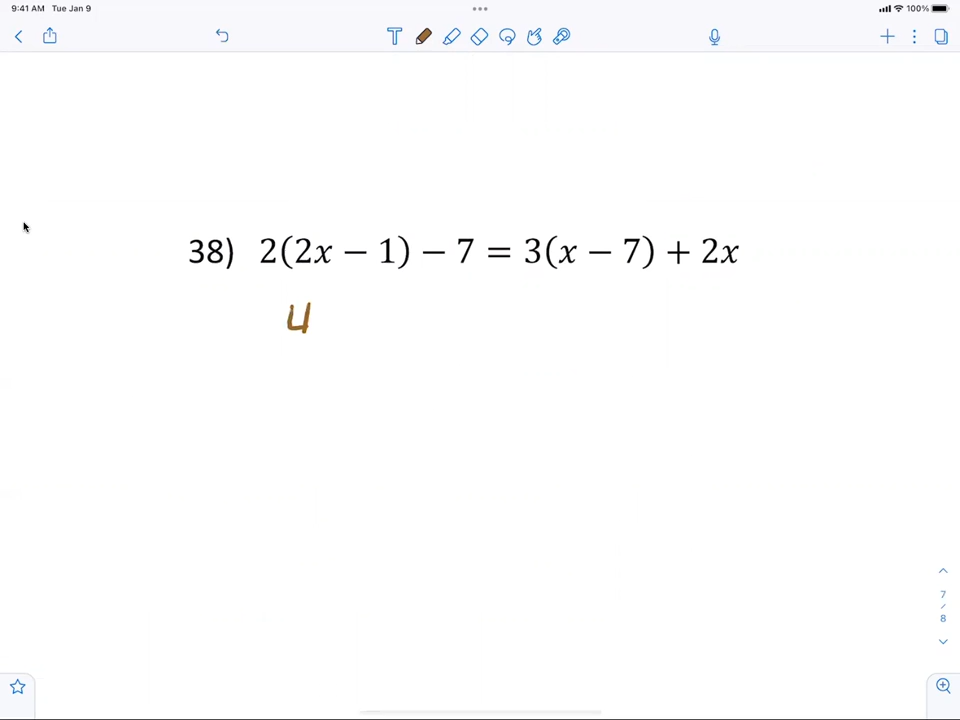 9:41 AM Tue Jan 9
100%
T
38) 2(2x − 1) − 7 = 3(x − 7) + 2x
4
7
/
8